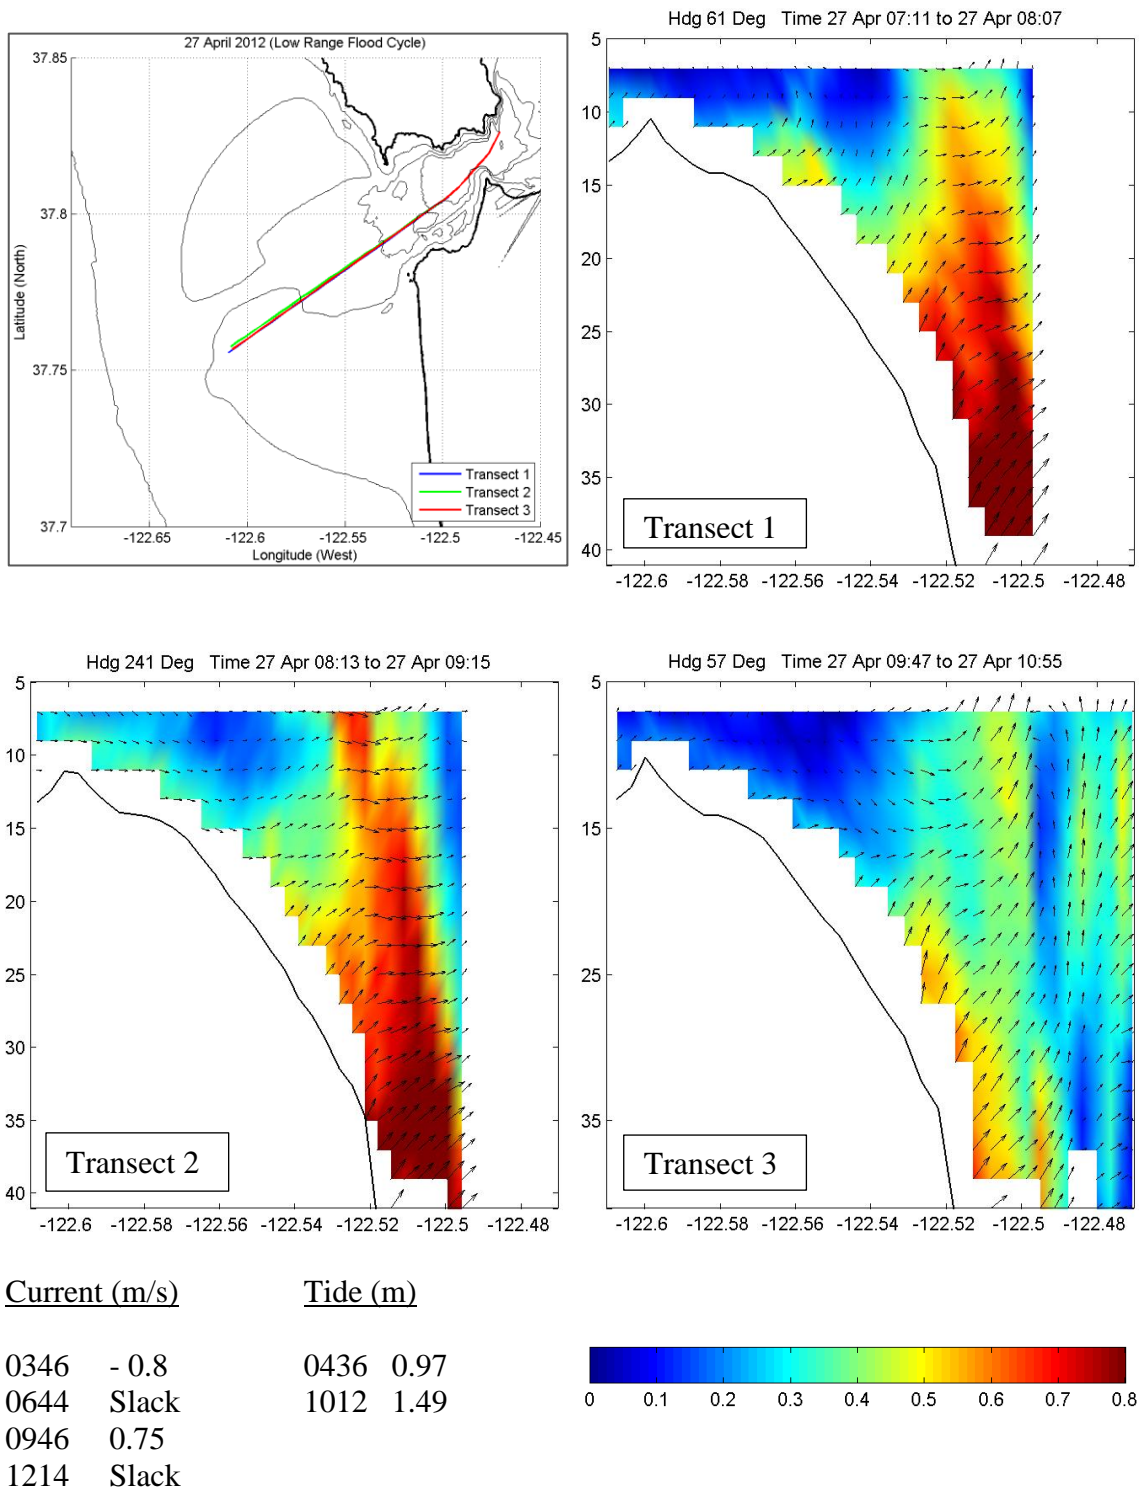 27 April 2012 (Low Range Flood Cycle)
37.85
37.8
37.75
37.7
Latitude (North)
-122.65 -122.6 -122.55 -122.5 -122.45
Longitude (West)
Transect 1
Transect 2
Transect 3
Hdg 61 Deg Time 27 Apr 07:11 to 27 Apr 08:07
5
10
15
20
25
30
35
40
Transect 1
-122.6 -122.58 -122.56 -122.54 -122.52 -122.5 -122.48
Hdg 241 Deg Time 27 Apr 08:13 to 27 Apr 09:15
5
10
15
20
25
30
35
40
Transect 2
-122.6 -122.58 -122.56 -122.54 -122.52 -122.5 -122.48
Hdg 57 Deg Time 27 Apr 09:47 to 27 Apr 10:55
5
15
25
35
Transect 3
-122.6 -122.58 -122.56 -122.54 -122.52 -122.5 -122.48
Current (m/s) Tide (m)
0346 - 0.8 0436 0.97
0644 Slack 1012 1.49
0946 0.75
1214 Slack
0 0.1 0.2 0.3 0.4 0.5 0.6 0.7 0.8